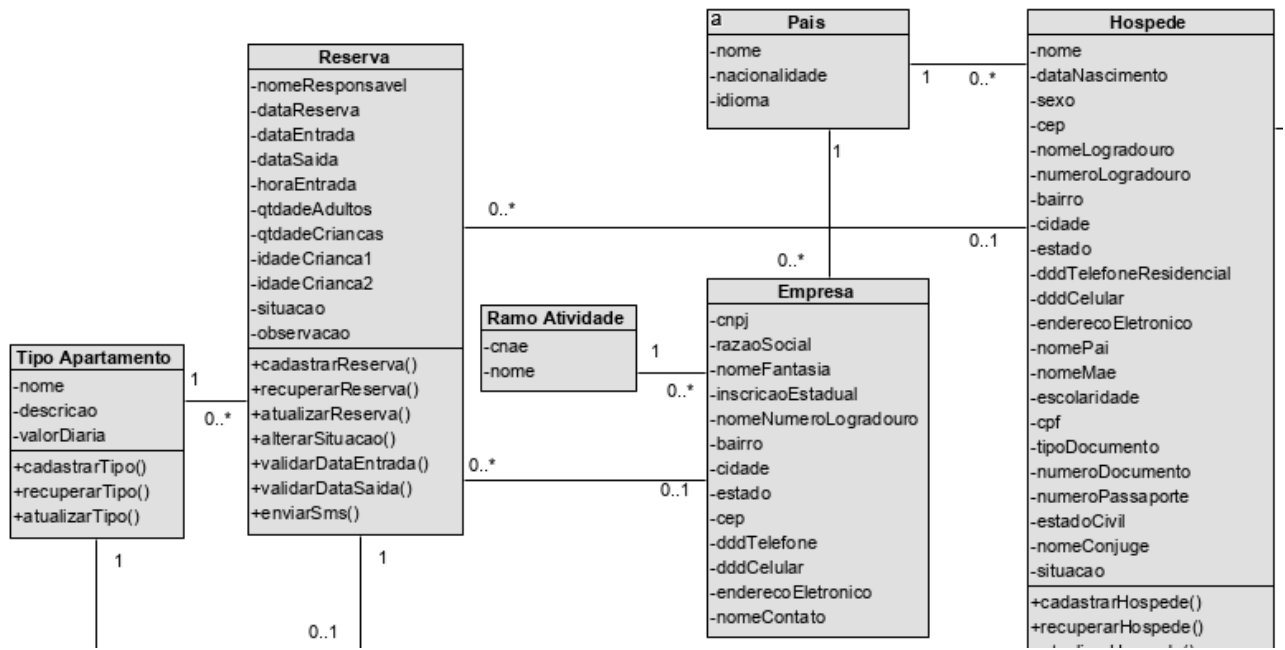 a
Pais
-nome
-nacionalidade
-idioma
1
0..*
1
0..*
Hospede
-nome
-dataNascimento
-sexo
-cep
-nomeLogradouro
-numeroLogradouro
-bairro
-cidade
-estado
-dddTelefoneResidencial
-dddCelular
-enderecoEletronico
-nomePai
-nomeMae
-escolaridade
-cpf
-tipoDocumento
-numeroDocumento
-numeroPassaporte
-estadoCivil
-nomeConjuge
-situacao
+cadastrarHospede()
+recuperarHospede()
Reserva
-nomeResponsavel
-dataReserva
-dataEntrada
-dataSaida
-horaEntrada
-qtdadeAdultos
-qtdadeCriancas
-idadeCrianca1
-idadeCrianca2
-situacao
-observacao
+cadastrarReserva()
+recuperarReserva()
+atualizarReserva()
+alterarSituacao()
+validarDataEntrada()
+validarDataSaida()
+enviarSms()
0..*
0..1
Ramo Atividade
-cnae
-nome
1
0..*
Empresa
-cnpj
-razaoSocial
-nomeFantasia
-inscricaoEstadual
-nomeNumeroLogradouro
-bairro
-cidade
-estado
-cep
-dddTelefone
-dddCelular
-enderecoEletronico
-nomeContato
0..*
0..1
Tipo Apartamento
-nome
-descricao
-valorDiaria
+cadastrarTipo()
+recuperarTipo()
+atualizarTipo()
1
0..*
1
1
0..1